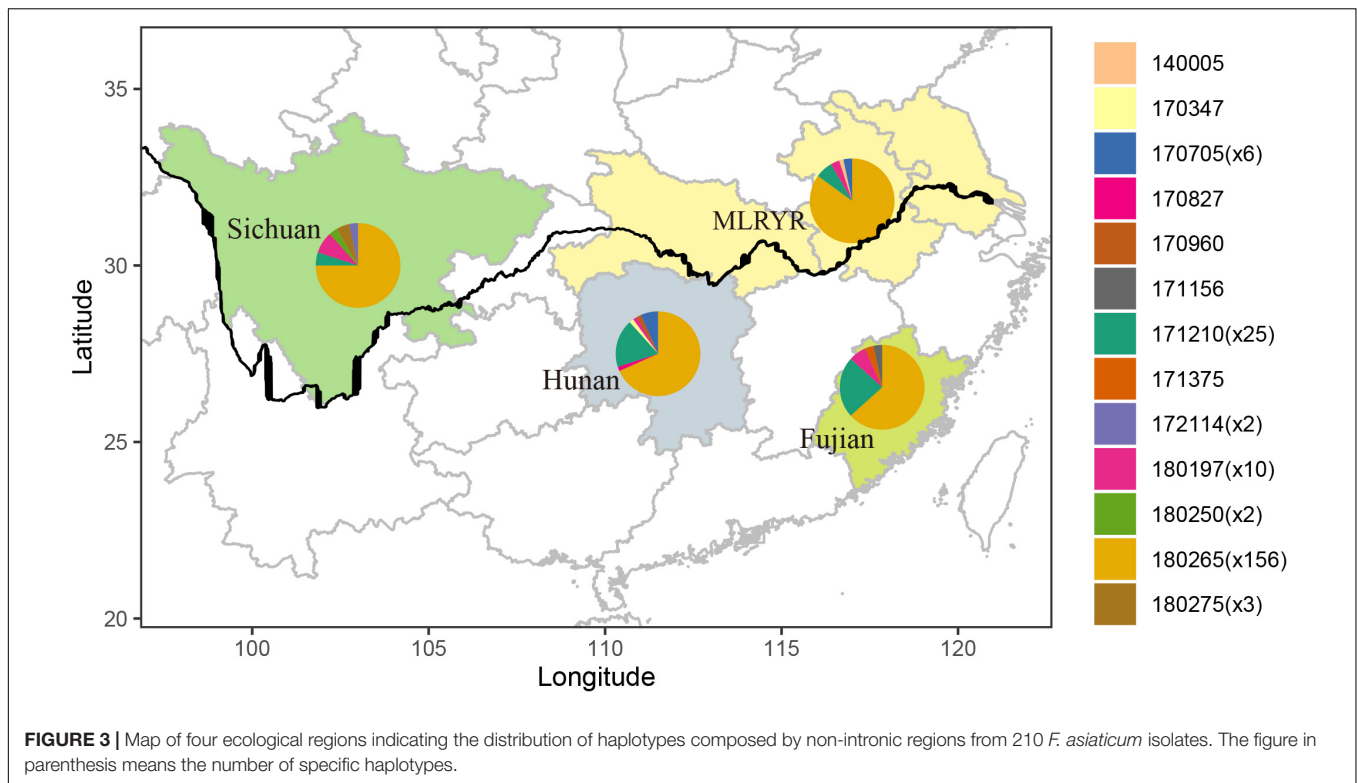 35
30
25
20
Latitude
100
105
110
115
120
Longitude
Sichuan
MLRYR
Hunan
Fujian
140005
170347
170705(x6)
170827
170960
171156
171210(x25)
171375
172114(x2)
180197(x10)
180250(x2)
180265(x156)
180275(x3)
FIGURE 3 | Map of four ecological regions indicating the distribution of haplotypes composed by non-intronic regions from 210 F. asiaticum isolates. The figure in
parenthesis means the number of specific haplotypes.